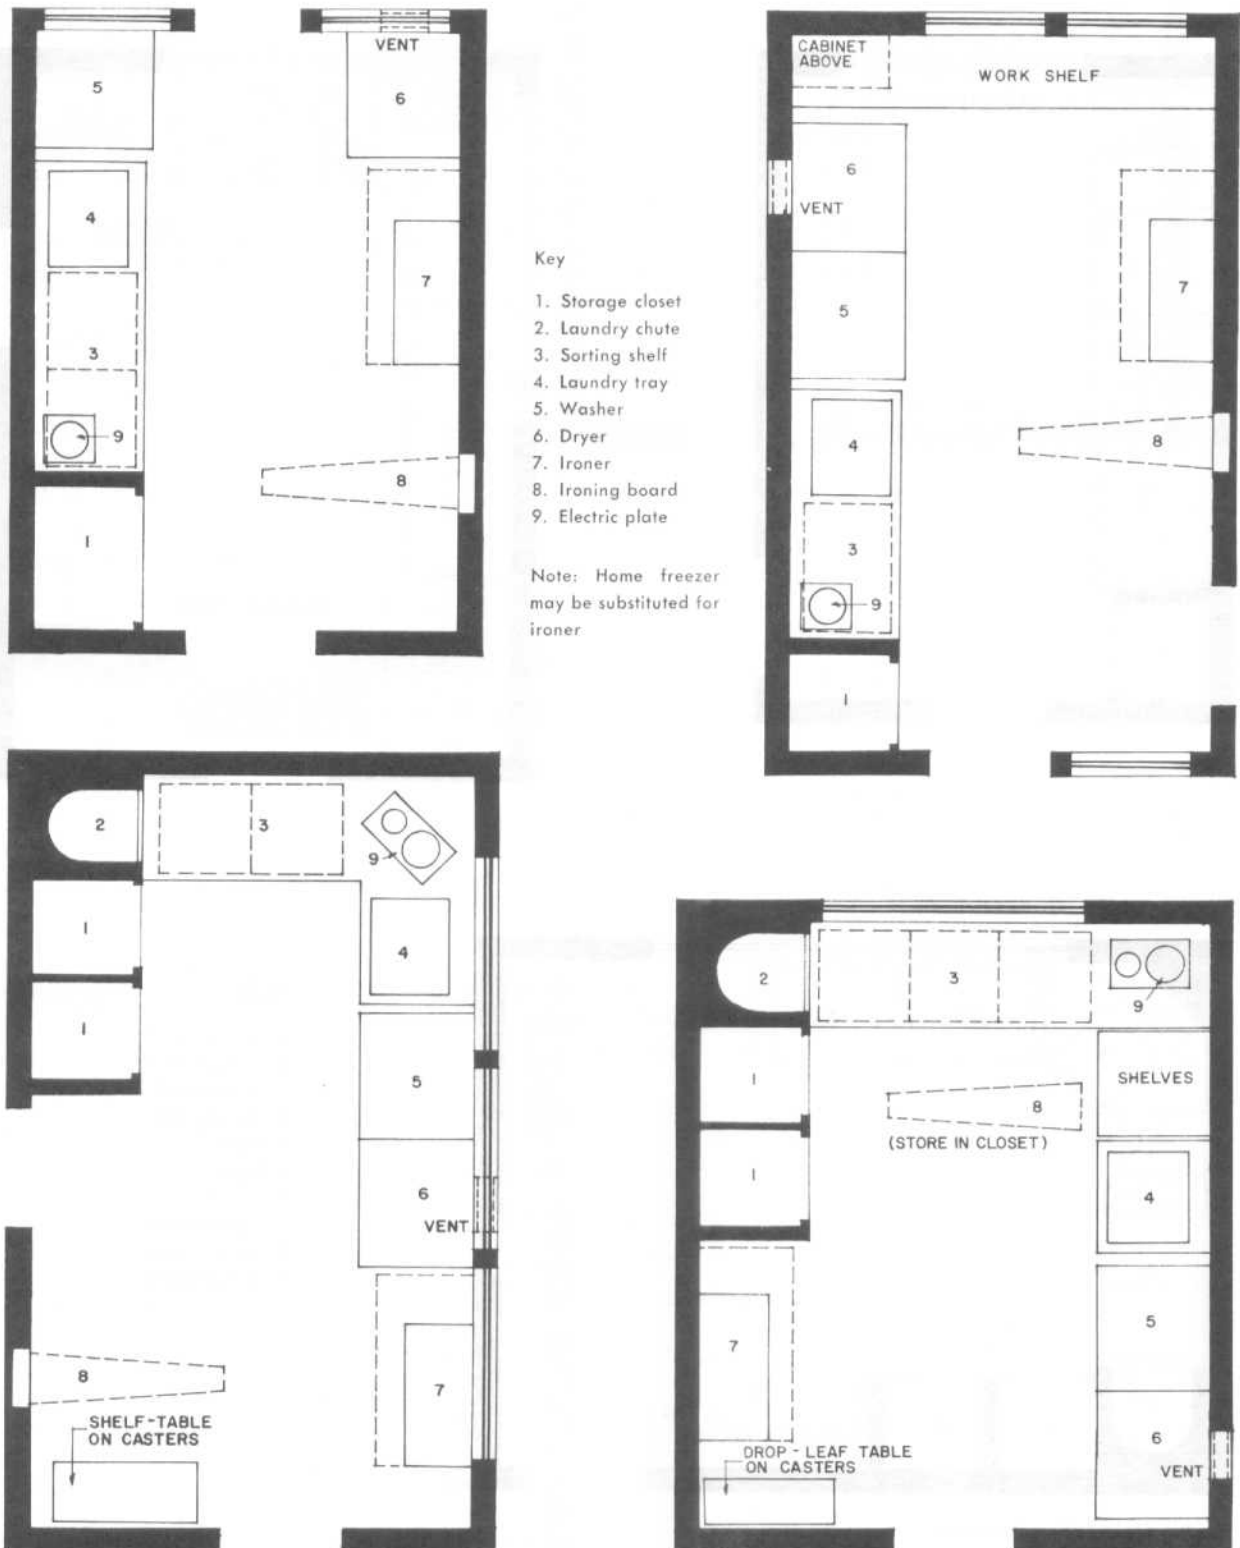 VENT
5
6
4
7
3
9
8
1
Key
1. Storage closet
2. Laundry chute
3. Sorting shelf
4. Laundry tray
5. Washer
6. Dryer
7. Ironer
8. Ironing board
9. Electric plate
Note: Home freezer
may be substituted for
ironer
CABINET
ABOVE
WORK SHELF
6
VENT
7
5
4
8
3
9
1
2
3
9
1
4
1
5
6
VENT
8
7
SHELF-TABLE
ON CASTERS
2
3
9
1
SHELVES
8
(STORE IN CLOSET)
1
4
5
7
6
DROP-LEAF TABLE
ON CASTERS
VENT